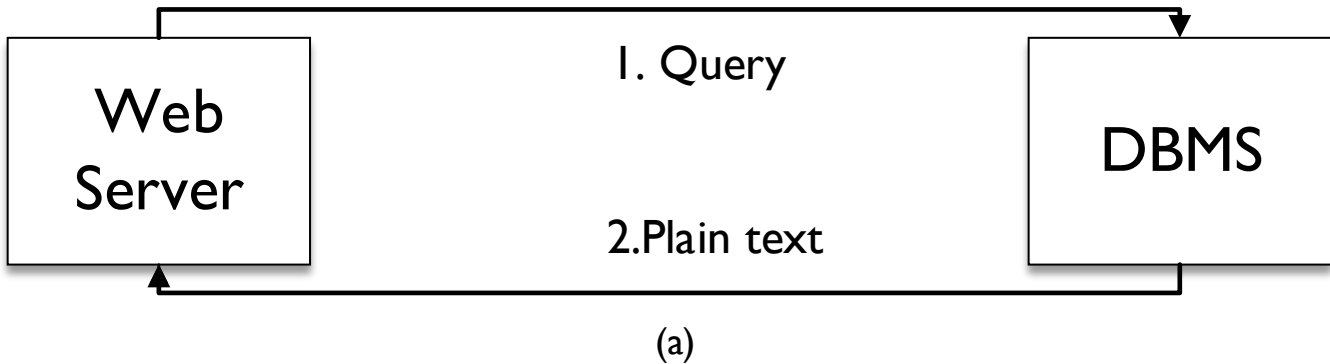 1. Query
Web
Server
DBMS
2.Plain text
(a)